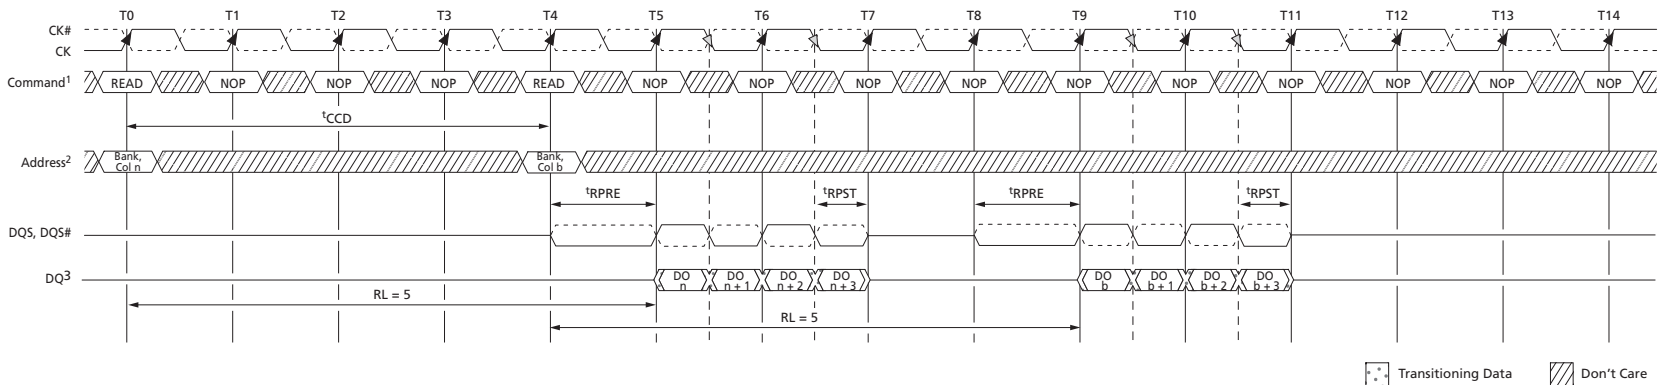 T0 T1 T2 T3 T4 T5 T6 T7 T8 T9 T10 T11 T12 T13 T14
CK#
CK
Command1 READ NOP NOP NOP READ NOP NOP NOP NOP NOP NOP NOP NOP NOP NOP
tCCD
Address2
Bank,
Col n
Bank,
Col b
tRPRE tRPST tRPRE tRPST
DQS, DQS#
DQ3
DO
n
DO
n + 1
DO
n + 2
DO
n + 3
DO
b
DO
b + 1
DO
b + 2
DO
b + 3
RL = 5
RL = 5
Transitioning Data
Don't Care